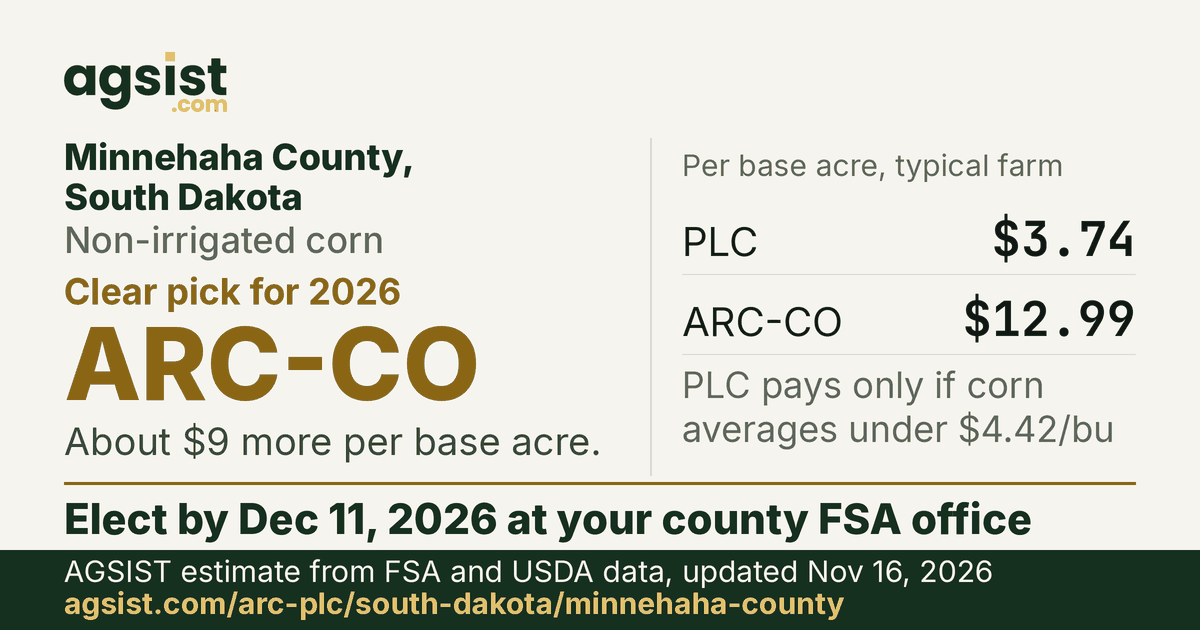 agsist
.com
Minnehaha County,
South Dakota
Non-irrigated corn
Clear pick for 2026
ARC-CO
About $9 more per base acre.
Per base acre, typical farm
PLC $3.74
ARC-CO $12.99
PLC pays only if corn
averages under $4.42/bu
Elect by Dec 11, 2026 at your county FSA office
AGSIST estimate from FSA and USDA data, updated Nov 16, 2026
agsist.com/arc-plc/south-dakota/minnehaha-county